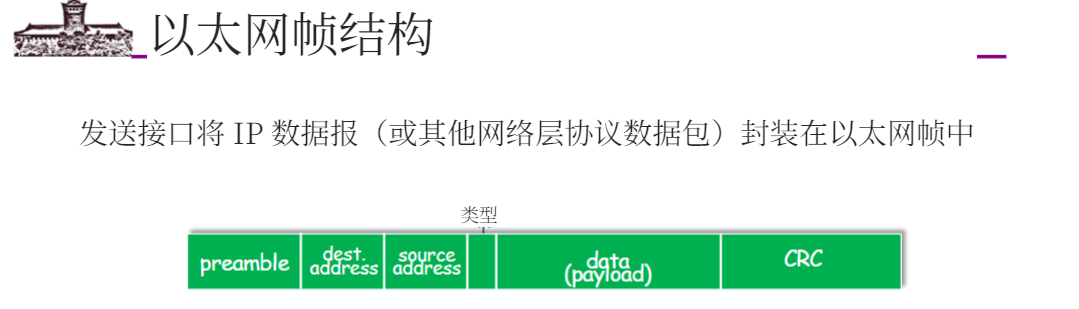 以太网帧结构
发送接口将 IP 数据报（或其他网络层协议数据包）封装在以太网帧中
类型
preamble
dest.
address
source
address
data
(payload)
CRC